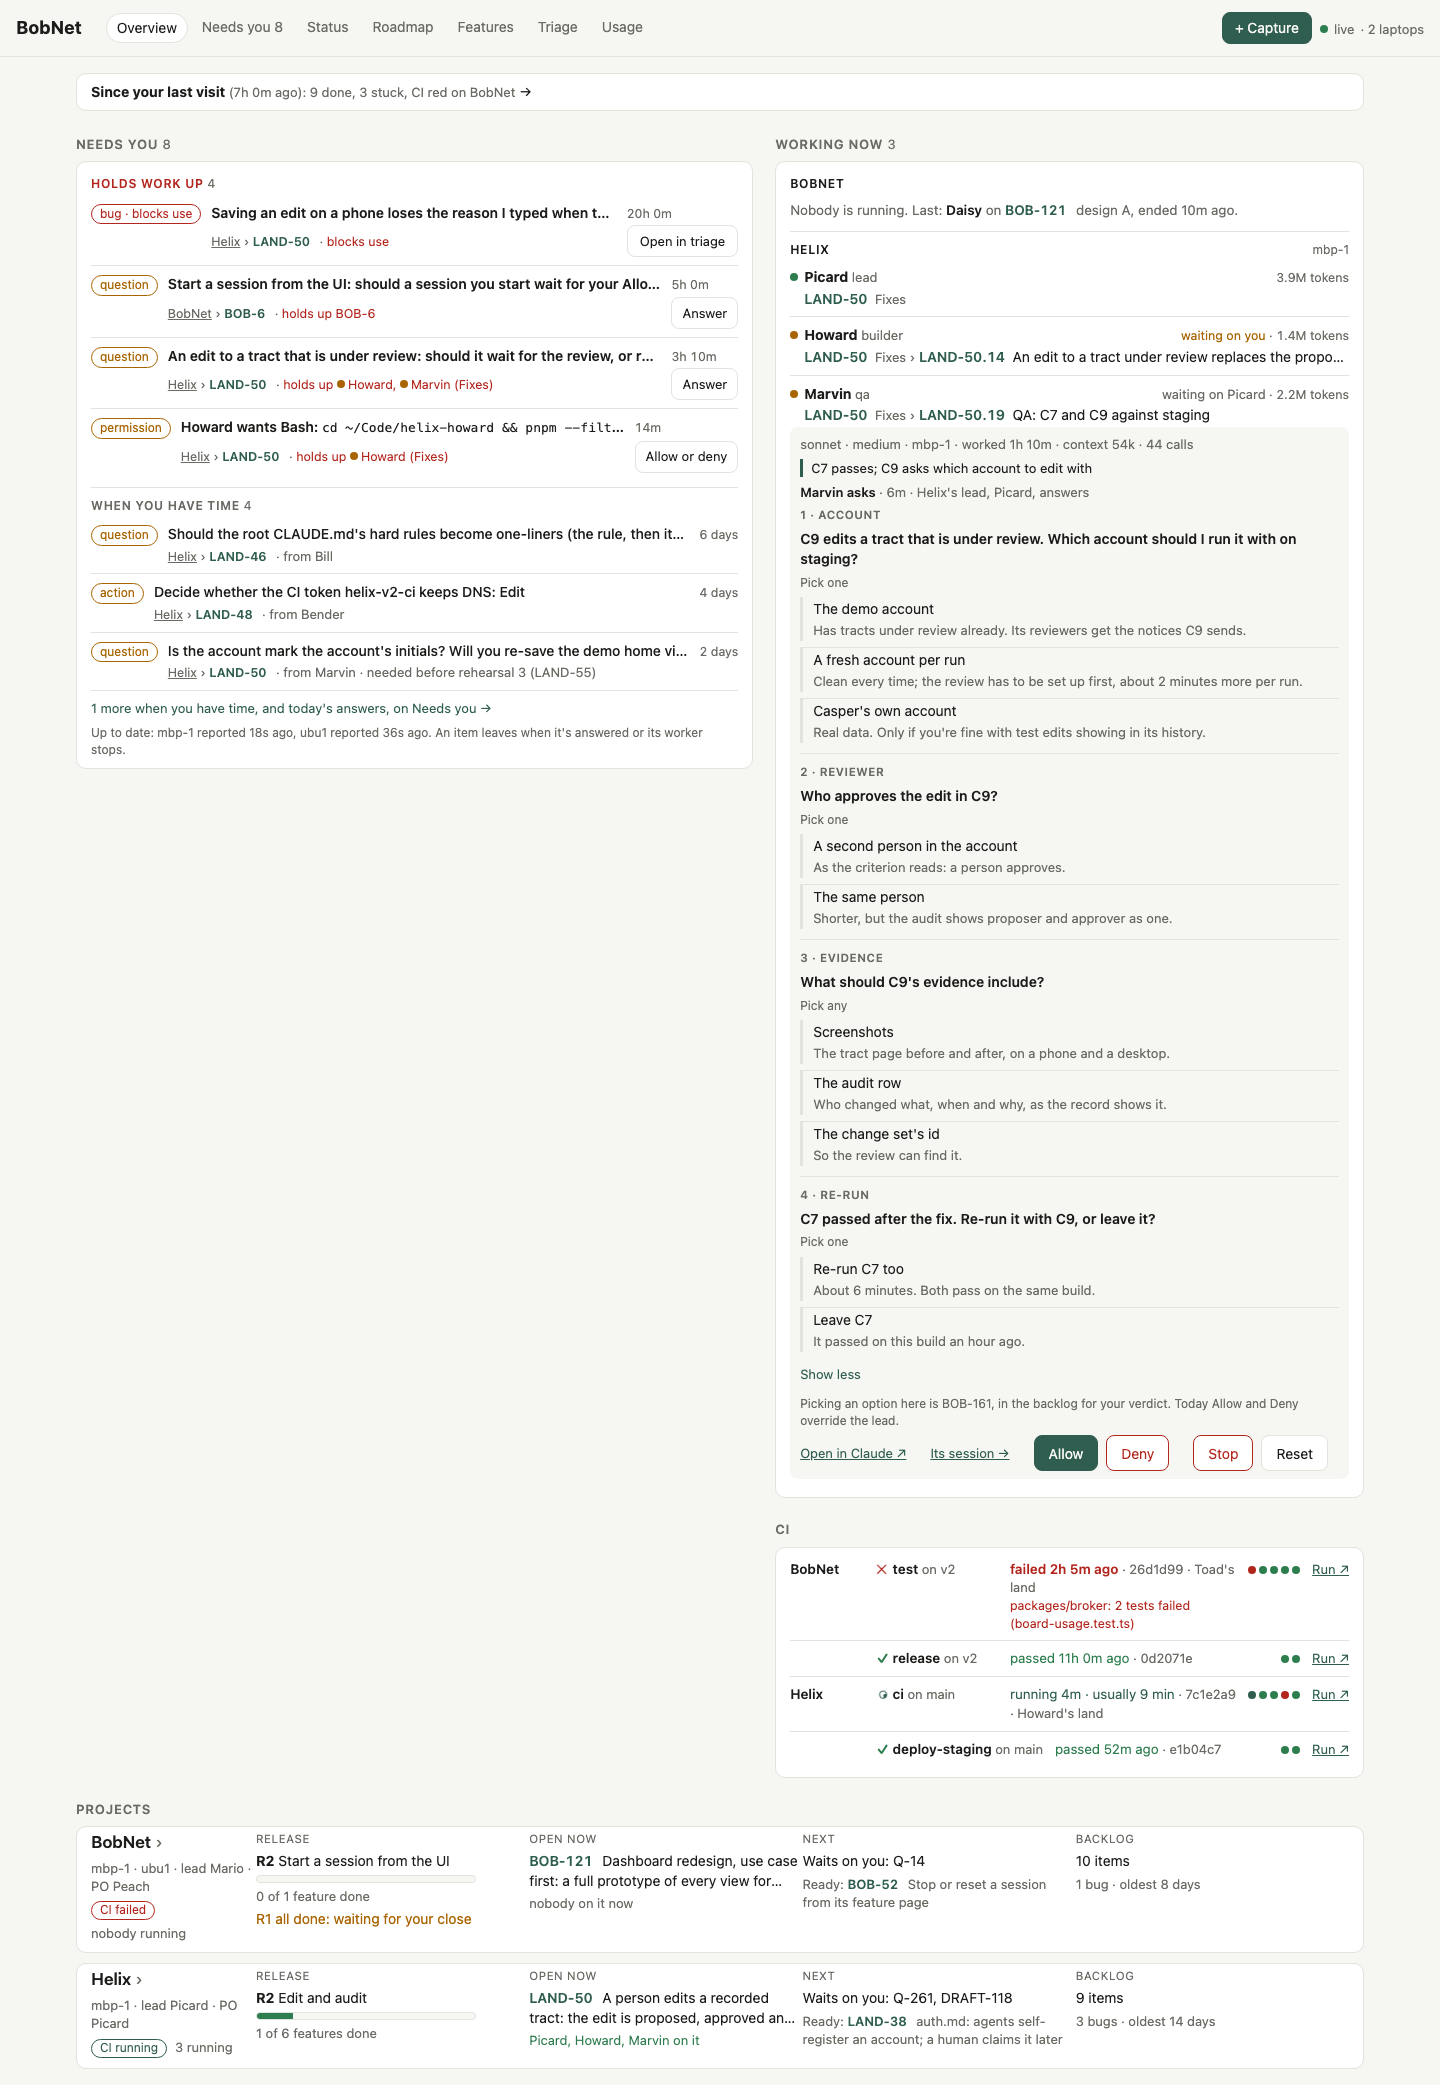 BobNet
Overview
Needs you 8
Status
Roadmap
Features
Triage
Usage
+ Capture
live · 2 laptops
Since your last visit (7h 0m ago): 9 done, 3 stuck, CI red on BobNet →
NEEDS YOU 8
HOLDS WORK UP 4
bug · blocks use
Saving an edit on a phone loses the reason I typed when t...
20h 0m
Helix › LAND-50 · blocks use
Open in triage
question
Start a session from the UI: should a session you start wait for your Allo...
5h 0m
BobNet › BOB-6 · holds up BOB-6
Answer
question
An edit to a tract that is under review: should it wait for the review, or r...
3h 10m
Helix › LAND-50 · holds up Howard, Marvin (Fixes)
Answer
permission
Howard wants Bash: cd ~/Code/helix-howard && pnpm --filt...
14m
Helix › LAND-50 · holds up Howard (Fixes)
Allow or deny
WHEN YOU HAVE TIME 4
question
Should the root CLAUDE.md's hard rules become one-liners (the rule, then it...
6 days
Helix › LAND-46 · from Bill
action
Decide whether the CI token helix-v2-ci keeps DNS: Edit
4 days
Helix › LAND-48 · from Bender
question
Is the account mark the account's initials? Will you re-save the demo home vi...
2 days
Helix › LAND-50 · from Marvin · needed before rehearsal 3 (LAND-55)
1 more when you have time, and today's answers, on Needs you →
Up to date: mbp-1 reported 18s ago, ubu1 reported 36s ago. An item leaves when it's answered or its worker
stops.
WORKING NOW 3
BOBNET
Nobody is running. Last: Daisy on BOB-121 design A, ended 10m ago.
HELIX
mbp-1
Picard lead
3.9M tokens
LAND-50 Fixes
Howard builder
waiting on you · 1.4M tokens
LAND-50 Fixes › LAND-50.14 An edit to a tract under review replaces the propo...
Marvin qa
waiting on Picard · 2.2M tokens
LAND-50 Fixes › LAND-50.19 QA: C7 and C9 against staging
sonnet · medium · mbp-1 · worked 1h 10m · context 54k · 44 calls
C7 passes; C9 asks which account to edit with
Marvin asks · 6m · Helix's lead, Picard, answers
1 · ACCOUNT
C9 edits a tract that is under review. Which account should I run it with on
staging?
Pick one
The demo account
Has tracts under review already. Its reviewers get the notices C9 sends.
A fresh account per run
Clean every time; the review has to be set up first, about 2 minutes more per run.
Casper's own account
Real data. Only if you're fine with test edits showing in its history.
2 · REVIEWER
Who approves the edit in C9?
Pick one
A second person in the account
As the criterion reads: a person approves.
The same person
Shorter, but the audit shows proposer and approver as one.
3 · EVIDENCE
What should C9's evidence include?
Pick any
Screenshots
The tract page before and after, on a phone and a desktop.
The audit row
Who changed what, when and why, as the record shows it.
The change set's id
So the review can find it.
4 · RE-RUN
C7 passed after the fix. Re-run it with C9, or leave it?
Pick one
Re-run C7 too
About 6 minutes. Both pass on the same build.
Leave C7
It passed on this build an hour ago.
Show less
Picking an option here is BOB-161, in the backlog for your verdict. Today Allow and Deny
override the lead.
Open in Claude ↗
Its session →
Allow
Deny
Stop
Reset
CI
BobNet
test on v2
failed 2h 5m ago · 26d1d99 · Toad's
land
packages/broker: 2 tests failed
(board-usage.test.ts)
Run ↗
release on v2
passed 11h 0m ago · 0d2071e
Run ↗
Helix
ci on main
running 4m · usually 9 min · 7c1e2a9
· Howard's land
Run ↗
deploy-staging on main
passed 52m ago · e1b04c7
Run ↗
PROJECTS
BobNet ›
mbp-1 · ubu1 · lead Mario ·
PO Peach
CI failed
nobody running
RELEASE
R2 Start a session from the UI
0 of 1 feature done
R1 all done: waiting for your close
OPEN NOW
BOB-121 Dashboard redesign, use case
first: a full prototype of every view for...
nobody on it now
NEXT
Waits on you: Q-14
Ready: BOB-52 Stop or reset a session
from its feature page
BACKLOG
10 items
1 bug · oldest 8 days
Helix ›
mbp-1 · lead Picard · PO
Picard
CI running
3 running
RELEASE
R2 Edit and audit
1 of 6 features done
OPEN NOW
LAND-50 A person edits a recorded
tract: the edit is proposed, approved an...
Picard, Howard, Marvin on it
NEXT
Waits on you: Q-261, DRAFT-118
Ready: LAND-38 auth.md: agents self-
register an account; a human claims it later
BACKLOG
9 items
3 bugs · oldest 14 days